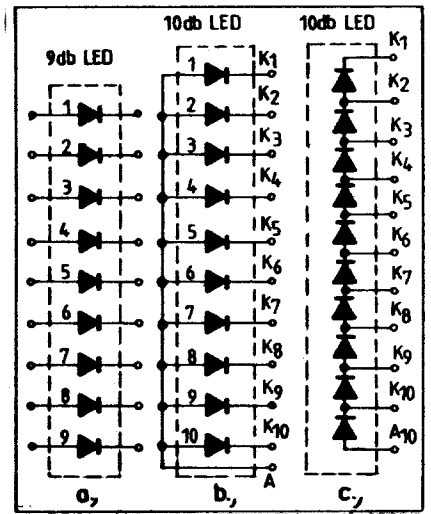 9db LED
1
2
3
4
5
6
7
8
9
a,
10db LED
1 K1
2 K2
3 K3
4 K4
5 K5
6 K6
7 K7
8 K8
9 K9
10 K10
A
b.,
10db LED
K1
K2
K3
K4
K5
K6
K7
K8
K9
K10
A10
c.,